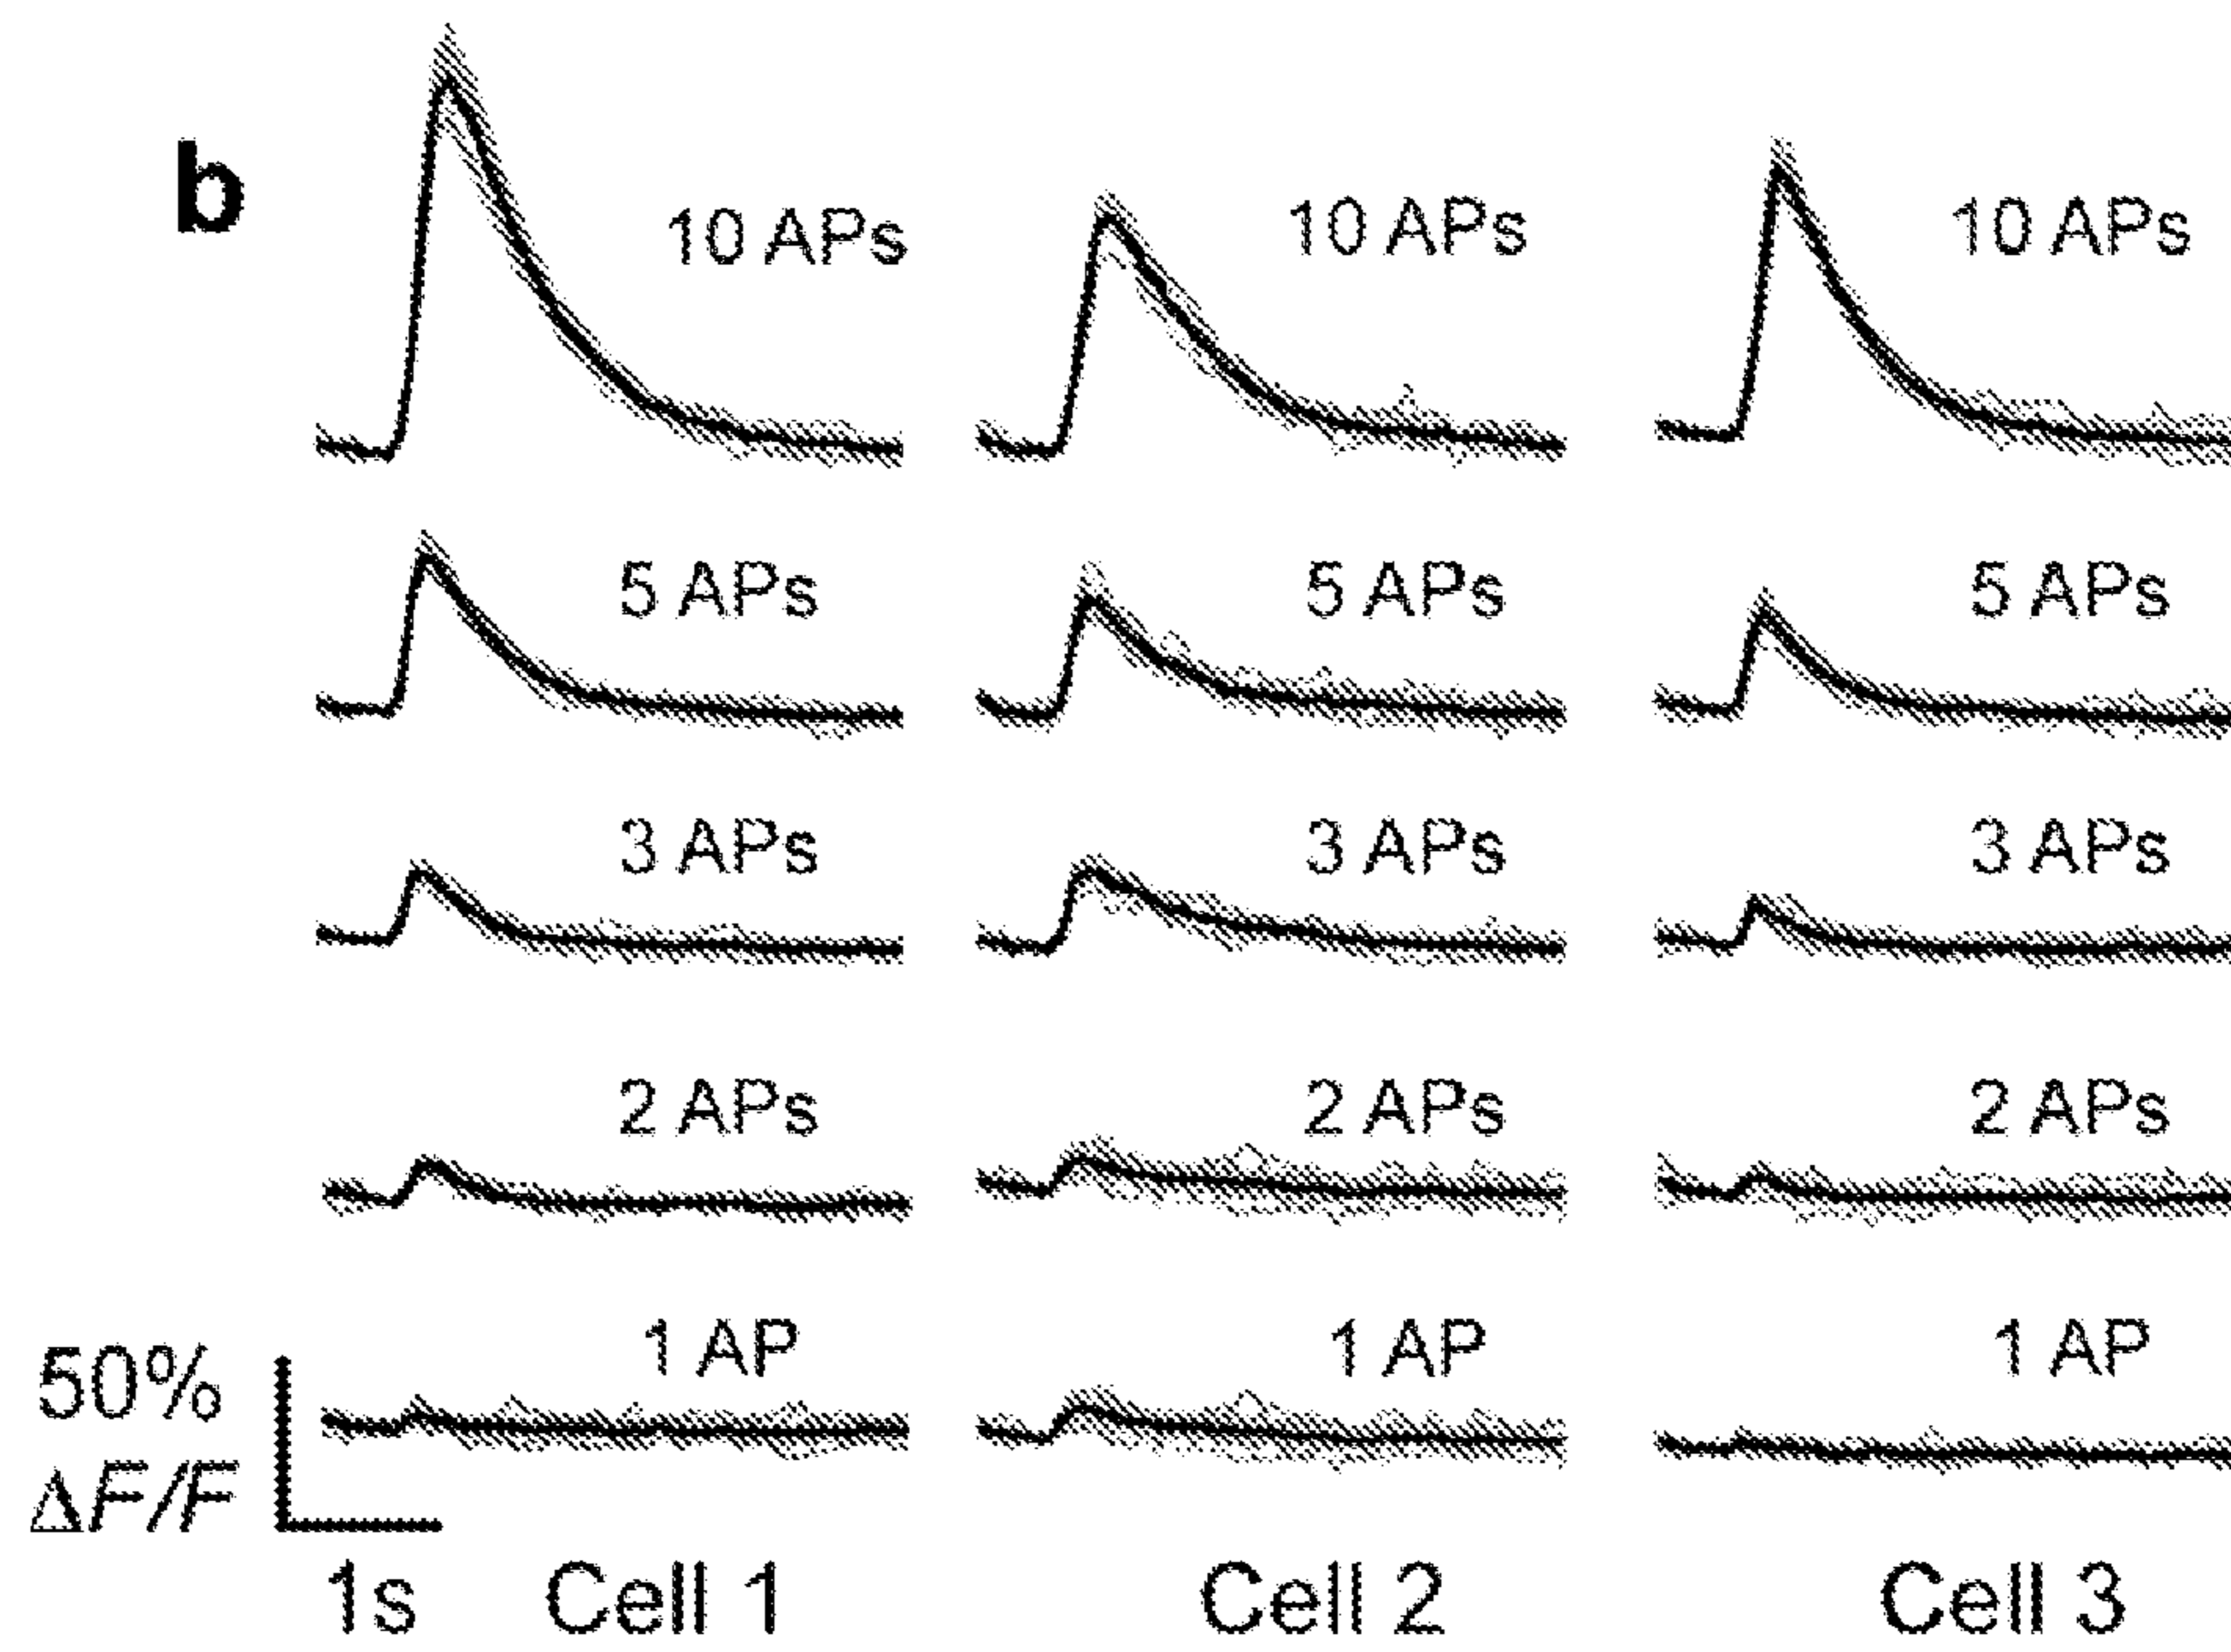 b
10 APs 10 APs 10 APs
5 APs 5 APs 5 APs
3 APs 3 APs 3 APs
2 APs 2 APs 2 APs
1 AP 1 AP 1 AP
50%
ΔF/F
1s Cell 1 Cell 2 Cell 3